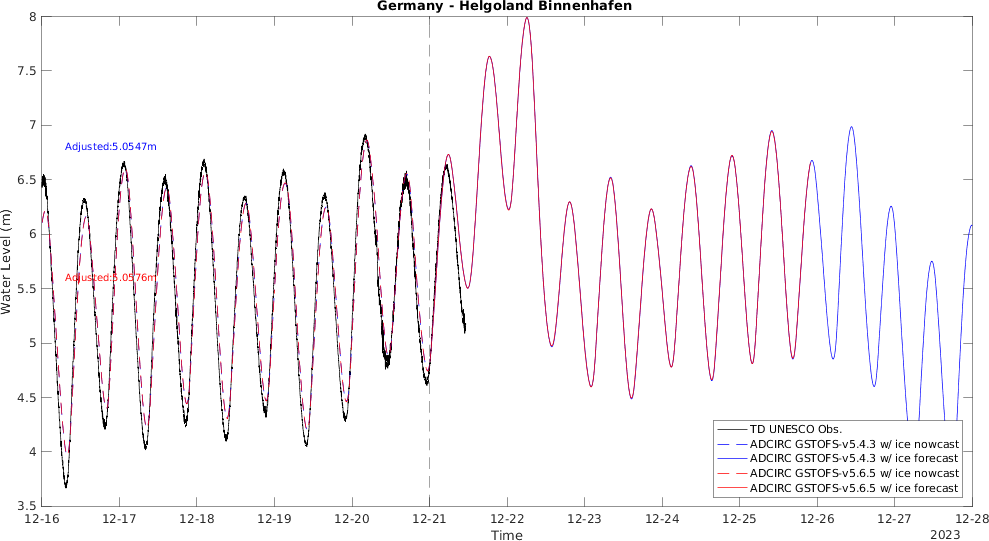 Germany - Helgoland Binnenhafen
Water Level (m)
8
7.5
7
6.5
6
5.5
5
4.5
4
3.5
Adjusted:5.0547m
Adjusted:5.0576m
TD UNESCO Obs.
ADCIRC GSTOFS-v5.4.3 w/ ice nowcast
ADCIRC GSTOFS-v5.4.3 w/ ice forecast
ADCIRC GSTOFS-v5.6.5 w/ ice nowcast
ADCIRC GSTOFS-v5.6.5 w/ ice forecast
12-16 12-17 12-18 12-19 12-20 12-21 12-22 12-23 12-24 12-25 12-26 12-27 12-28
Time
2023